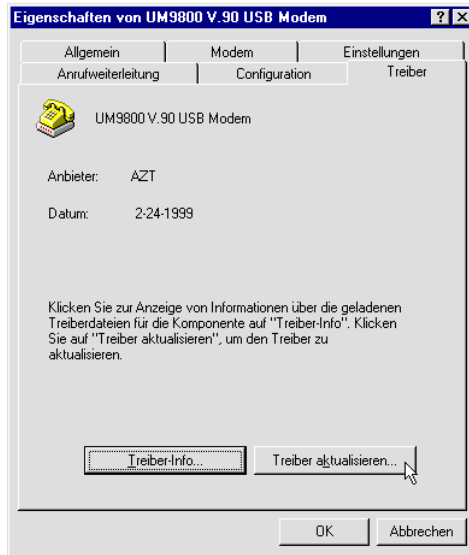 Eigenschaften von UM9800 V.90 USB Modem
Allgemein Modem Einstellungen
Anrufweiterleitung Configuration Treiber
UM9800 V.90 USB Modem
Anbieter: AZT
Datum: 2-24-1999
Klicken Sie zur Anzeige von Informationen über die geladenen
Treiberdateien für die Komponente auf "Treiber-Info". Klicken
Sie auf "Treiber aktualisieren", um den Treiber zu
aktualisieren.
Treiber-Info... Treiber aktualisieren...
OK Abbrechen